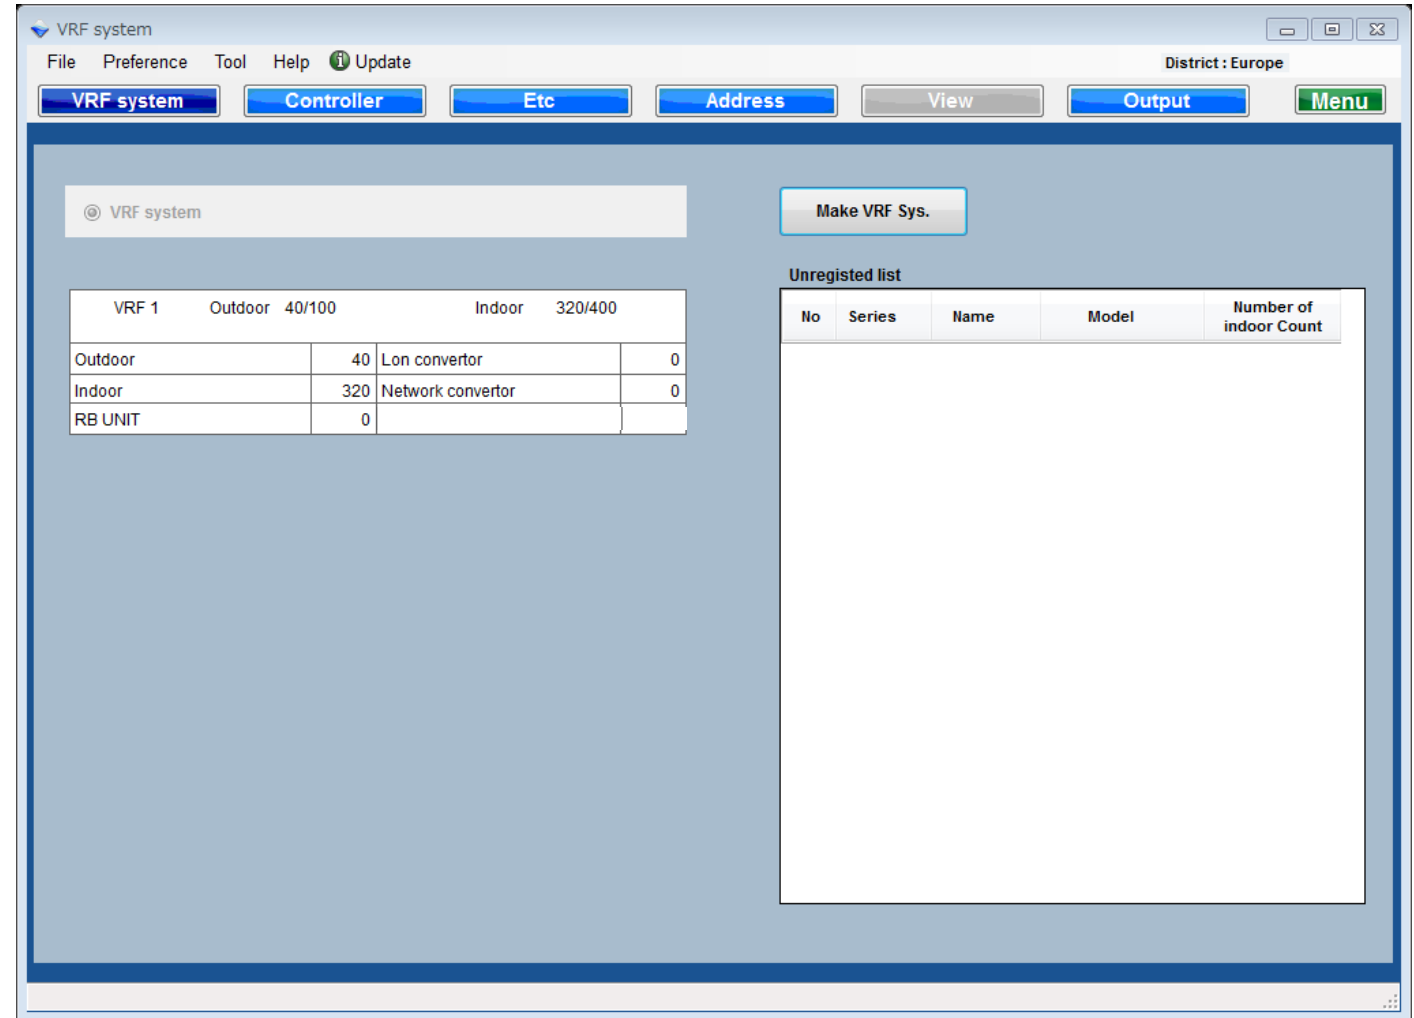 VRF system
File Preference Tool Help Update District : Europe
VRF system Controller Etc Address View Output Menu
VRF system
Make VRF Sys.
Unregisted list
VRF 1 Outdoor 40/100 Indoor 320/400
Outdoor 40 Lon convertor 0
Indoor 320 Network convertor 0
RB UNIT 0
No Series Name Model Number of
indoor Count